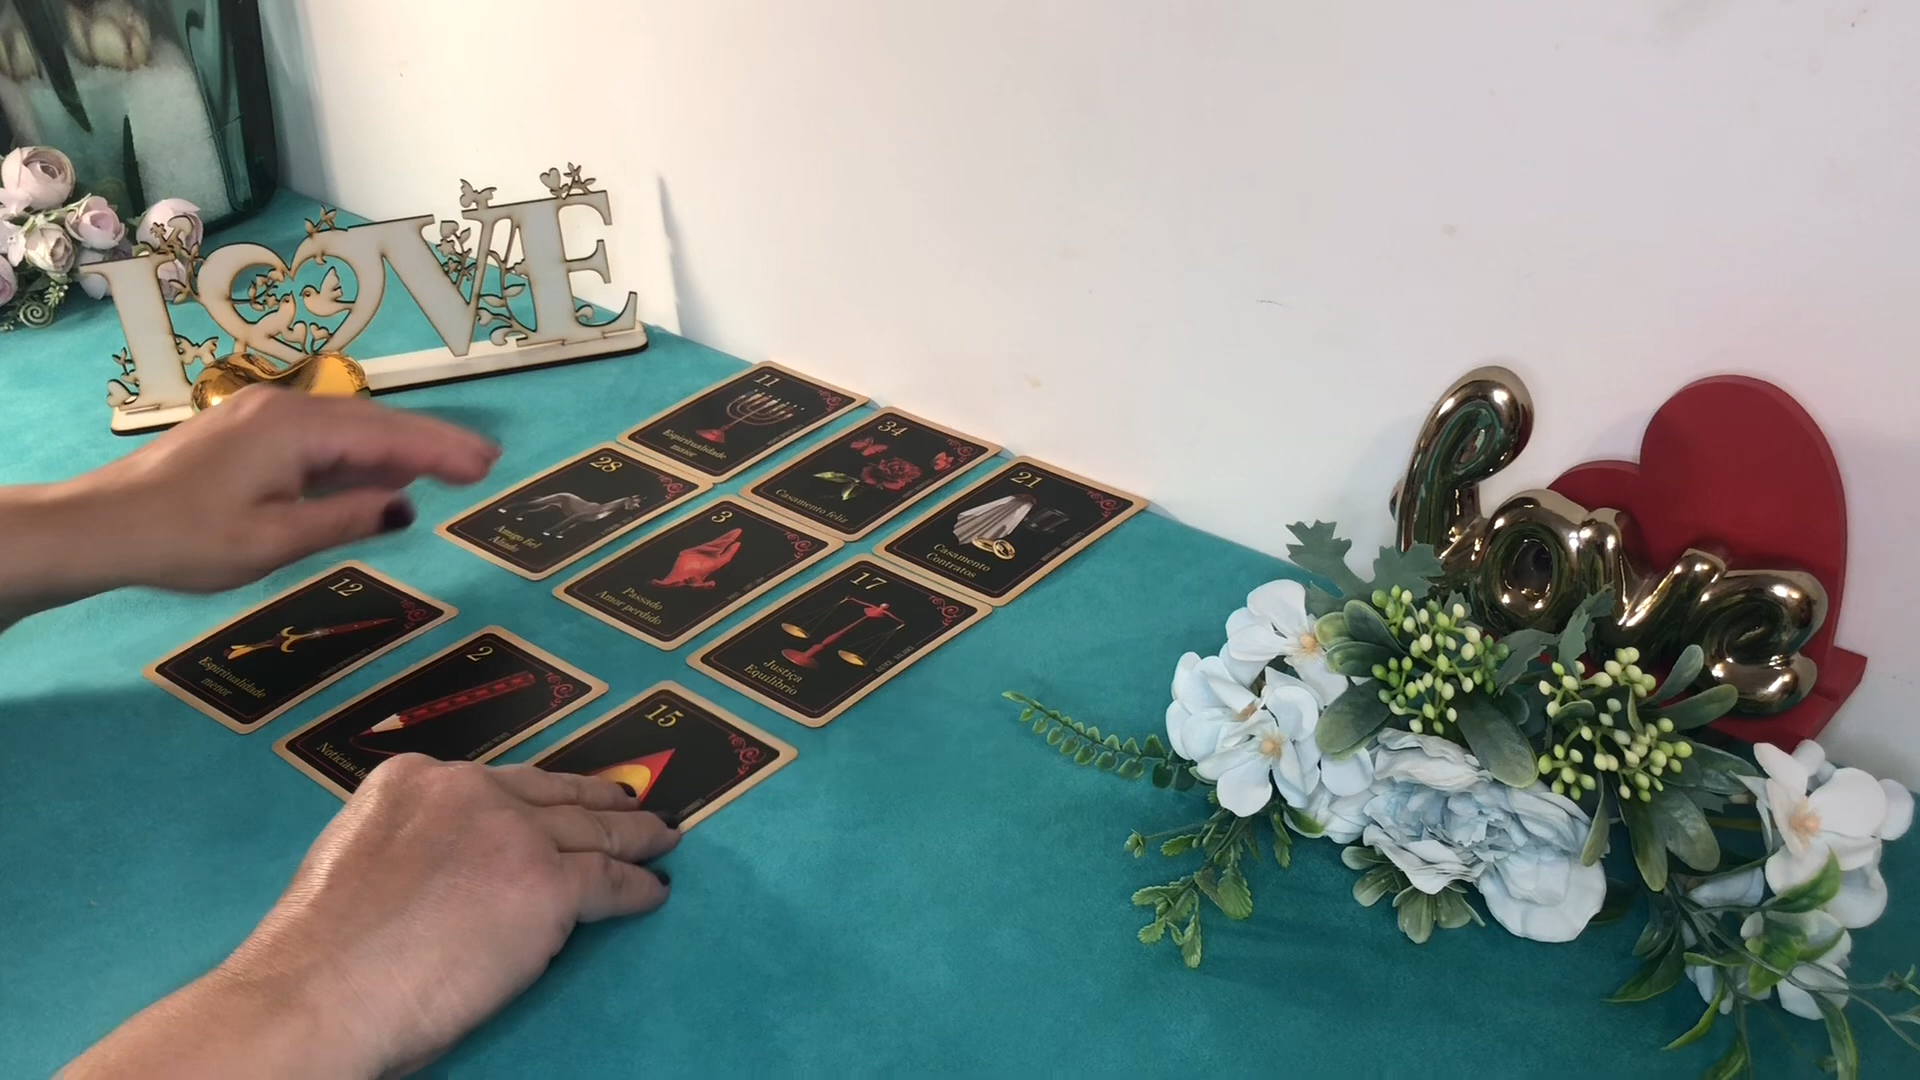 LOVE
11
Espiritualidade
maior
34
Casamento feliz
21
Casamento
Contratos
28
Amigo fiel
Aliado
3
Passado
Amor perdido
17
Justiça
Equilíbrio
12
Espiritualidade
menor
2
Notícias
15
Love